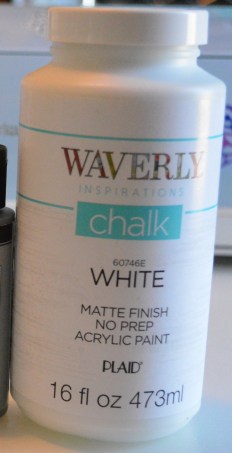 WAVERLY
INSPIRATIONS
chalk
60746E
WHITE
MATTE FINISH
NO PREP
ACRYLIC PAINT
PLAID®
16 fl oz 473ml